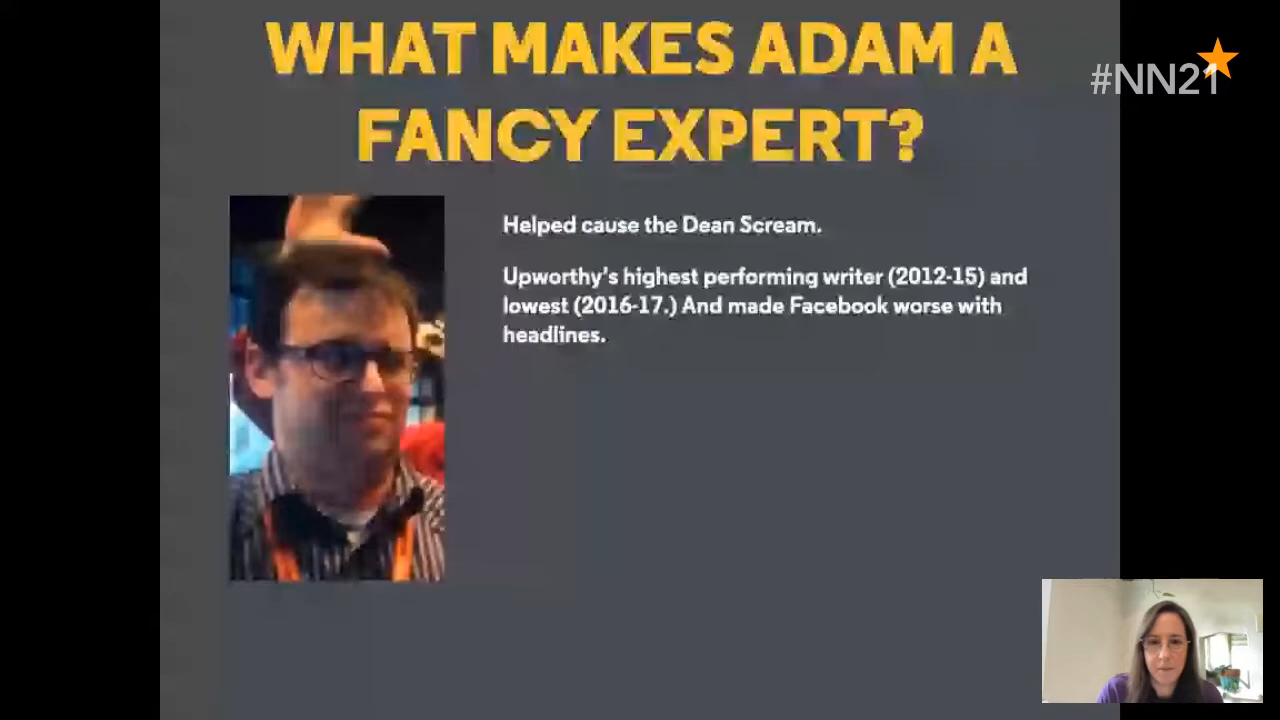 WHAT MAKES ADAM A
FANCY EXPERT?
#NN21
Helped cause the Dean Scream.
Upworthy's highest performing writer (2012-15) and
lowest (2016-17.) And made Facebook worse with
headlines.